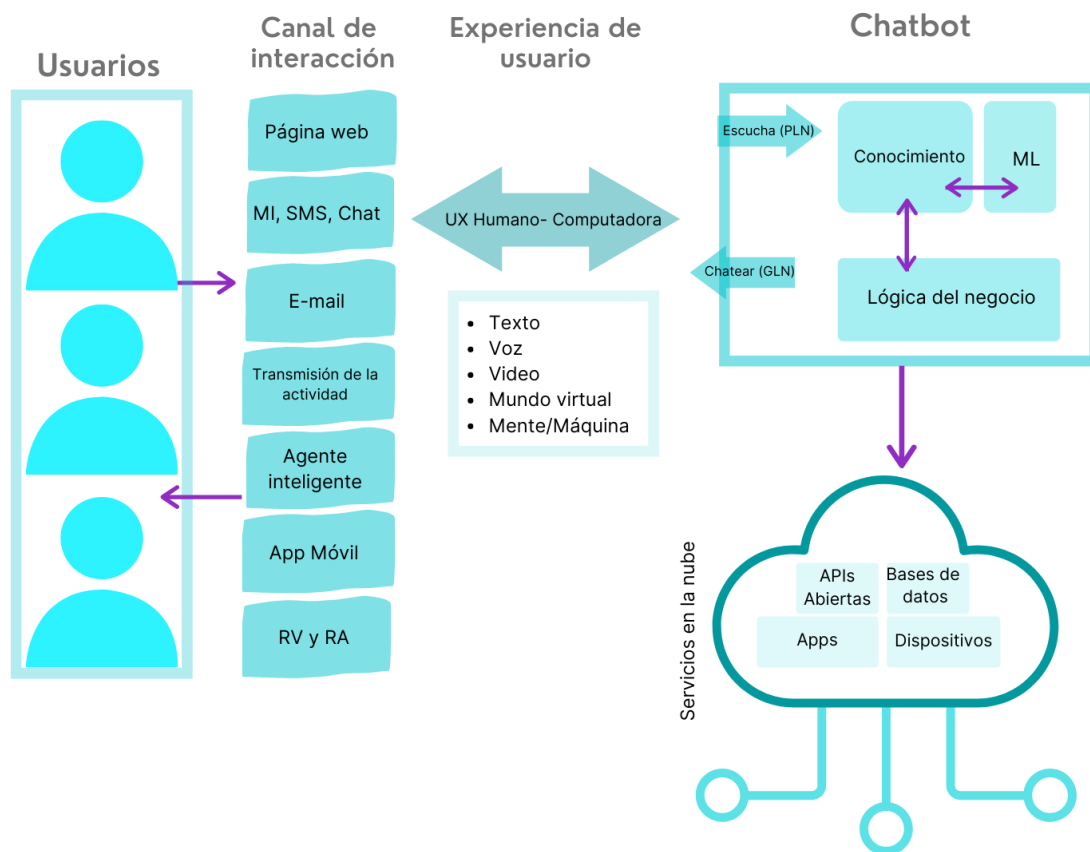 Usuarios
Canal de
interacción
Experiencia de
usuario
Chatbot
Página web
MI, SMS, Chat
E-mail
Transmisión de la
actividad
Agente
inteligente
App Móvil
RV y RA
UX Humano- Computadora
• Texto
• Voz
• Video
• Mundo virtual
• Mente/Máquina
Escucha (PLN)
Conocimiento
ML
Chatear (GLN)
Lógica del negocio
Servicios en la nube
APIs
Abiertas
Bases de
datos
Apps
Dispositivos